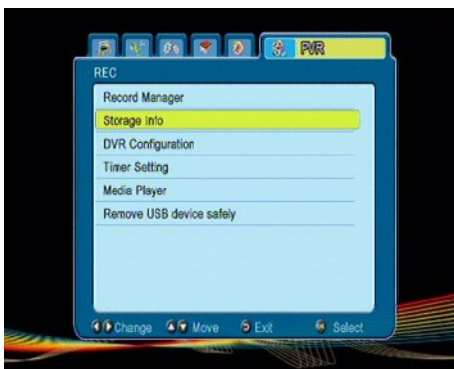 PVR
REC
Record Manager
Storage Info
DVR Configuration
Timer Setting
Media Player
Remove USB device safely
Change Move Exit Select